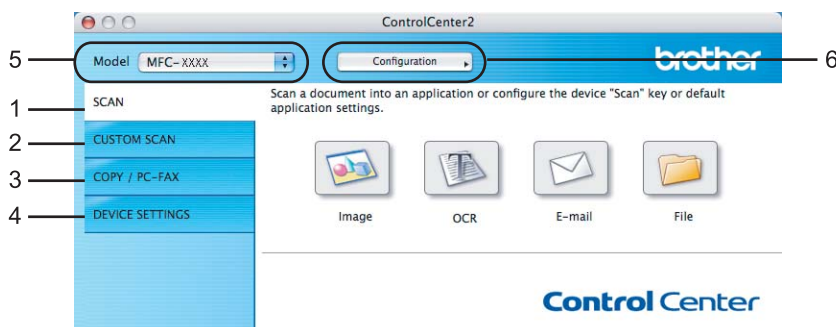 ControlCenter2
5
Model MFC-XXXX
Configuration
brother
6
1
SCAN
Scan a document into an application or configure the device "Scan" key or default
application settings.
2
CUSTOM SCAN
3
COPY / PC-FAX
4
DEVICE SETTINGS
Image
OCR
E-mail
File
Control Center